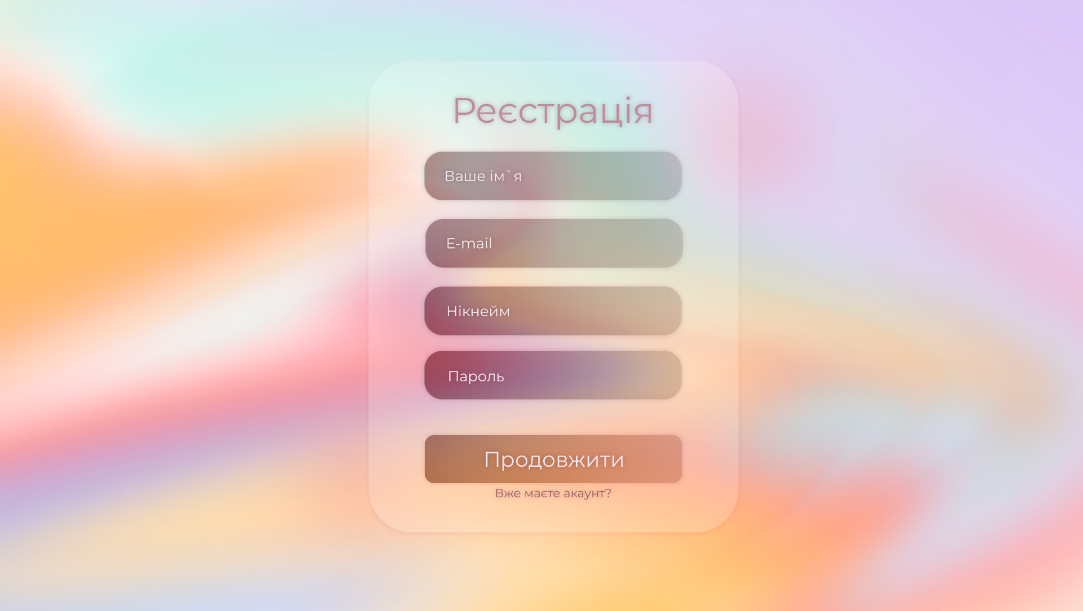 Реєстрація
Ваше ім`я
E-mail
Нікнейм
Пароль
Продовжити
Вже маєте акаунт?